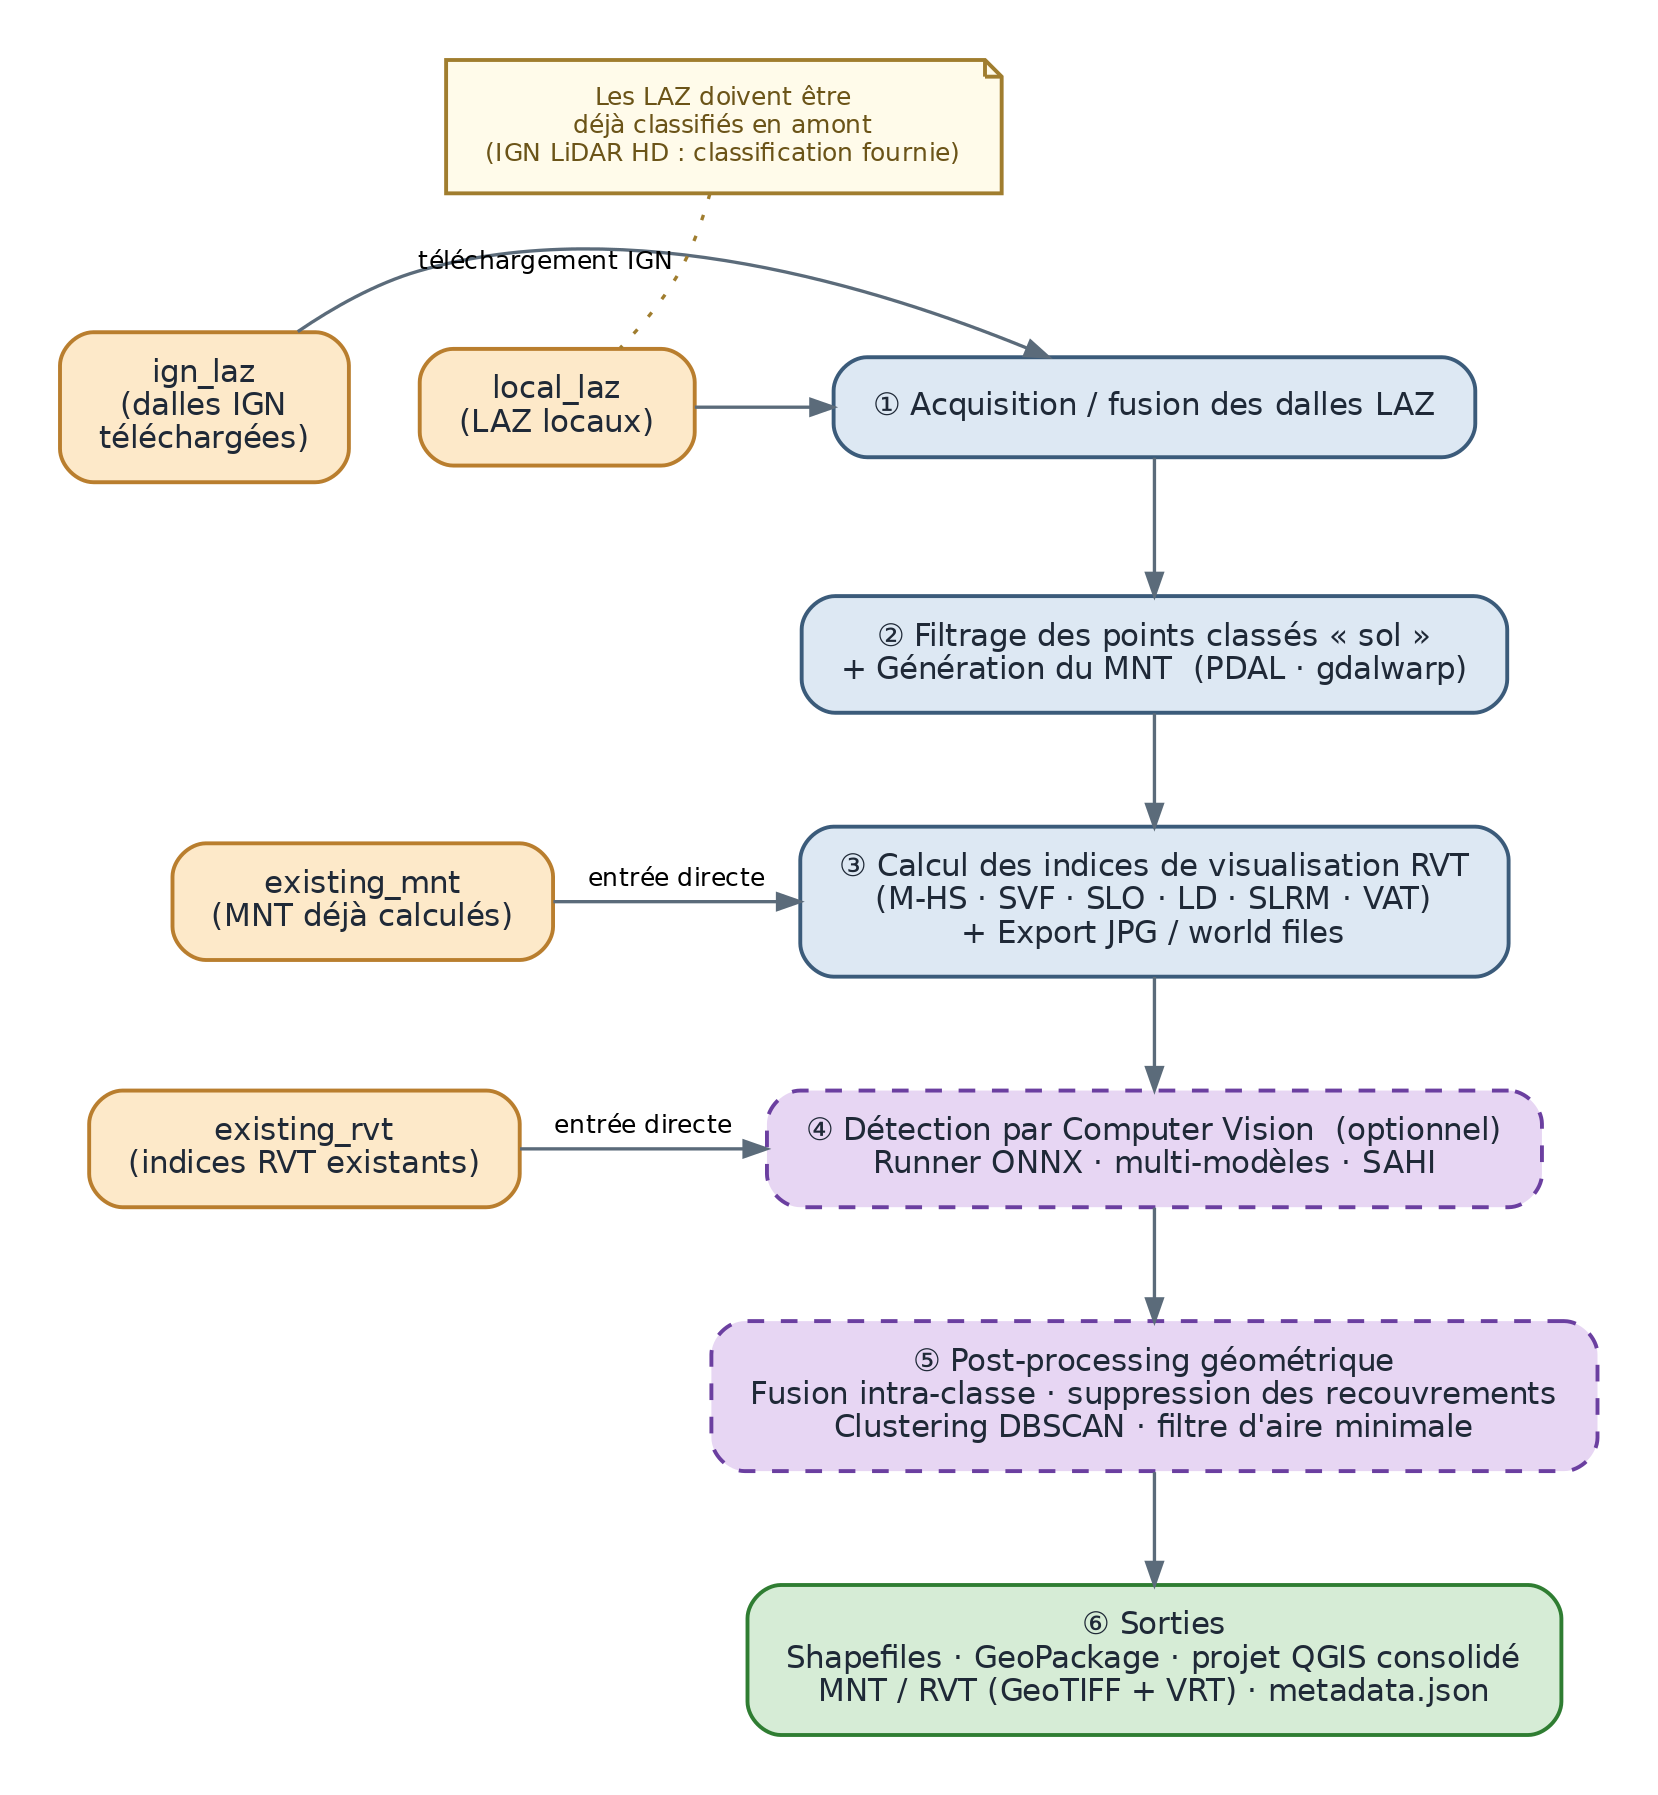 Les LAZ doivent être
déjà classifiés en amont
(IGN LiDAR HD : classification fournie)
téléchargement IGN
ign_laz
(dalles IGN
téléchargées)
local_laz
(LAZ locaux)
① Acquisition / fusion des dalles LAZ
② Filtrage des points classés « sol »
+ Génération du MNT  (PDAL · gdalwarp)
existing_mnt
(MNT déjà calculés)
entrée directe
③ Calcul des indices de visualisation RVT
(M-HS · SVF · SLO · LD · SLRM · VAT)
+ Export JPG / world files
existing_rvt
(indices RVT existants)
entrée directe
④ Détection par Computer Vision  (optionnel)
Runner ONNX · multi-modèles · SAHI
⑤ Post-processing géométrique
Fusion intra-classe · suppression des recouvrements
Clustering DBSCAN · filtre d'aire minimale
⑥ Sorties
Shapefiles · GeoPackage · projet QGIS consolidé
MNT / RVT (GeoTIFF + VRT) · metadata.json